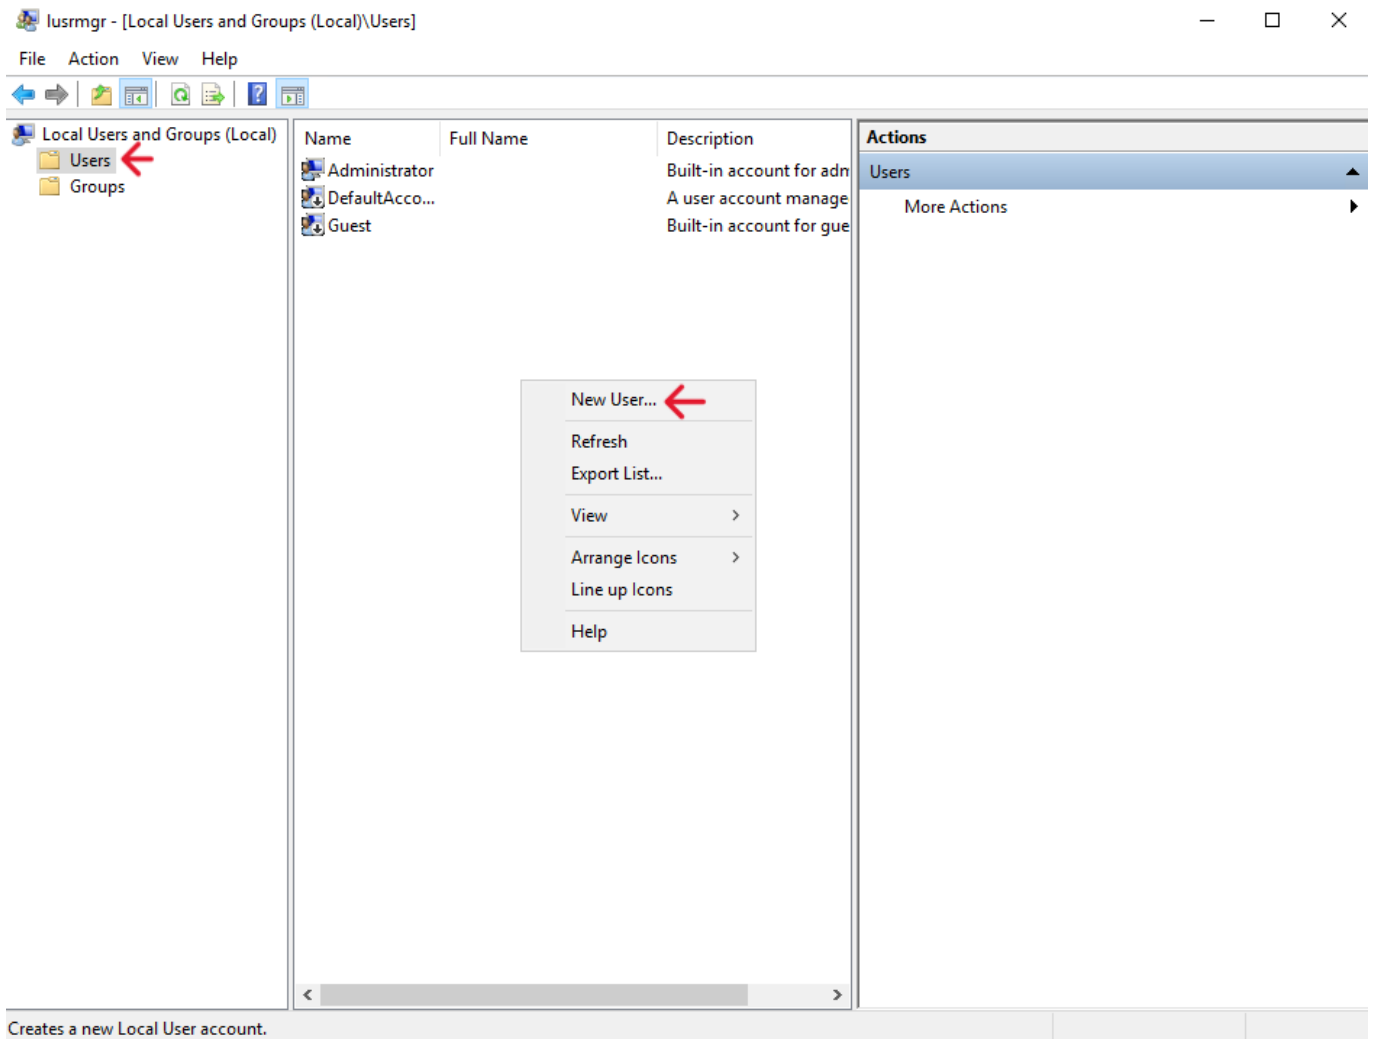 lusrmgr - [Local Users and Groups (Local)\Users]
File Action View Help
Local Users and Groups (Local)
Users
Groups
Name Full Name Description
Administrator Built-in account for adm
DefaultAcco... A user account manage
Guest Built-in account for gue
New User...
Refresh
Export List...
View
Arrange Icons
Line up Icons
Help
Actions
Users
More Actions
Creates a new Local User account.